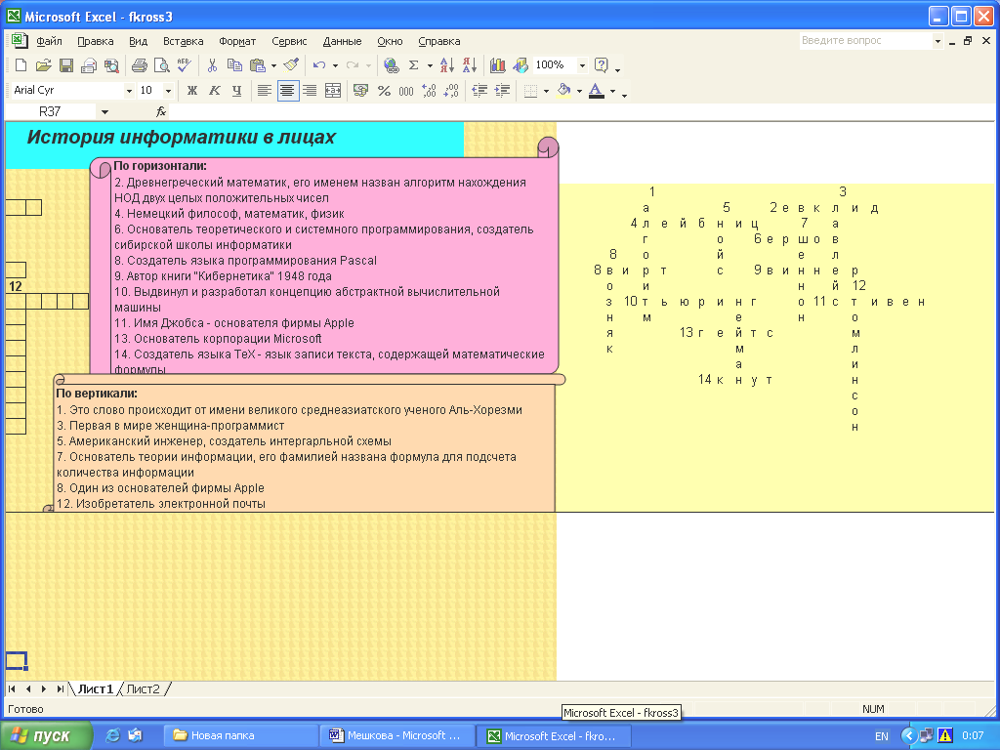 Microsoft Excel - fkross3
Файл Правка Вид Вставка Формат Сервис Данные Окно Справка
Введите вопрос
100%
Arial Cyr 10 Ж К Ч % 000
R37 fx
История информатики в лицах
По горизонтали:
2. Древнегреческий математик, его именем назван алгоритм нахождения
НОД двух целых положительных чисел
4. Немецкий философ, математик, физик
6. Основатель теоретического и системного программирования, создатель
сибирской школы информатики
8. Создатель языка программирования Pascal
9. Автор книги "Кибернетика" 1948 года
10. Выдвинул и разработал концепцию абстрактной вычислительной
машины
11. Имя Джобса - основателя фирмы Apple
13. Основатель корпорации Microsoft
14. Создатель языка TeX - язык записи текста, содержащей математические
формулы
12
По вертикали:
1. Это слово происходит от имени великого среднеазиатского ученого Аль-Хорезми
3. Первая в мире женщина-программист
5. Американский инженер, создатель интергарльной схемы
7. Основатель теории информации, его фамилией названа формула для подсчета
количества информации
8. Один из основателей фирмы Apple
12. Изобретатель электронной почты
1 3
а 5 2 е в к л и д
4 л е й б н и ц 7 а
г о 6 е р ш о в
8 о й е л
8 в и р т с 9 в и н н е р
о и н й 12
з 10 т ь ю р и н г о 11 с т и в е н
н м е н о
я 13 г е й т с м
к м л
а и
14 к н у т н
с
о
н
Лист1 Лист2
Готово NUM
Microsoft Excel - fkross3
пуск Новая папка Мешкова - Microsoft ... Microsoft Excel - fkro... EN 0:07